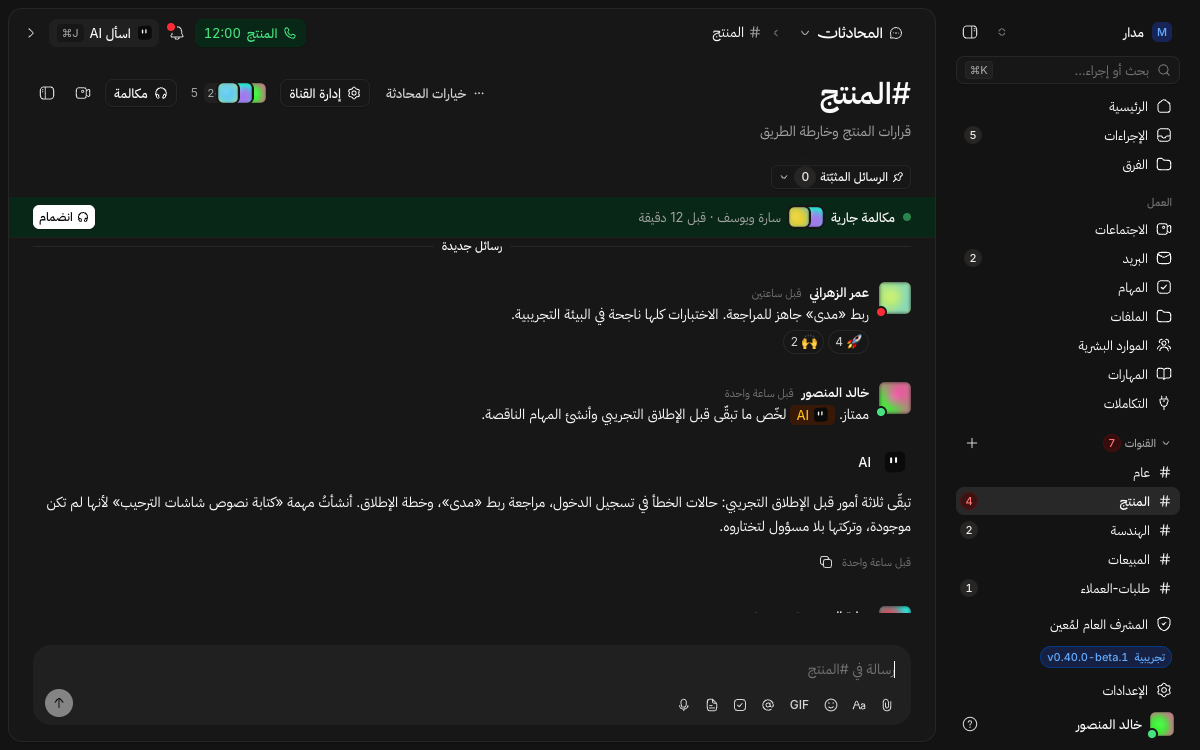 M مدار
بحث أو إجراء... ⌘K
الرئيسية
الإجراءات 5
الفرق
العمل
الاجتماعات
البريد 2
المهام
الملفات
الموارد البشرية
المهارات
التكاملات
القنوات 7
# عام
# المنتج 4
# الهندسة 2
# المبيعات
# طلبات-العملاء 1
المشرف العام لمُعين
تجريبية v0.40.0-beta.1
الإعدادات
خالد المنصور
المحادثات
# المنتج
المنتج 12:00
اسأل AI ⌘J
#المنتج
خيارات المحادثة
إدارة القناة
2 5
مكالمة
قرارات المنتج وخارطة الطريق
الرسائل المثبّتة 0
مكالمة جارية سارة ويوسف · قبل 12 دقيقة
انضمام
رسائل جديدة
عمر الزهراني قبل ساعتين
ربط «مدى» جاهز للمراجعة. الاختبارات كلها ناجحة في البيئة التجريبية.
🚀 4 🙌 2
خالد المنصور قبل ساعة واحدة
ممتاز. AI لخّص ما تبقّى قبل الإطلاق التجريبي وأنشئ المهام الناقصة.
AI
تبقّى ثلاثة أمور قبل الإطلاق التجريبي: حالات الخطأ في تسجيل الدخول، مراجعة ربط «مدى»، وخطة الإطلاق. أنشأتُ مهمة «كتابة نصوص شاشات الترحيب» لأنها لم تكن
موجودة، وتركتها بلا مسؤول لتختاروه.
قبل ساعة واحدة
رسالة في #المنتج
Aa GIF